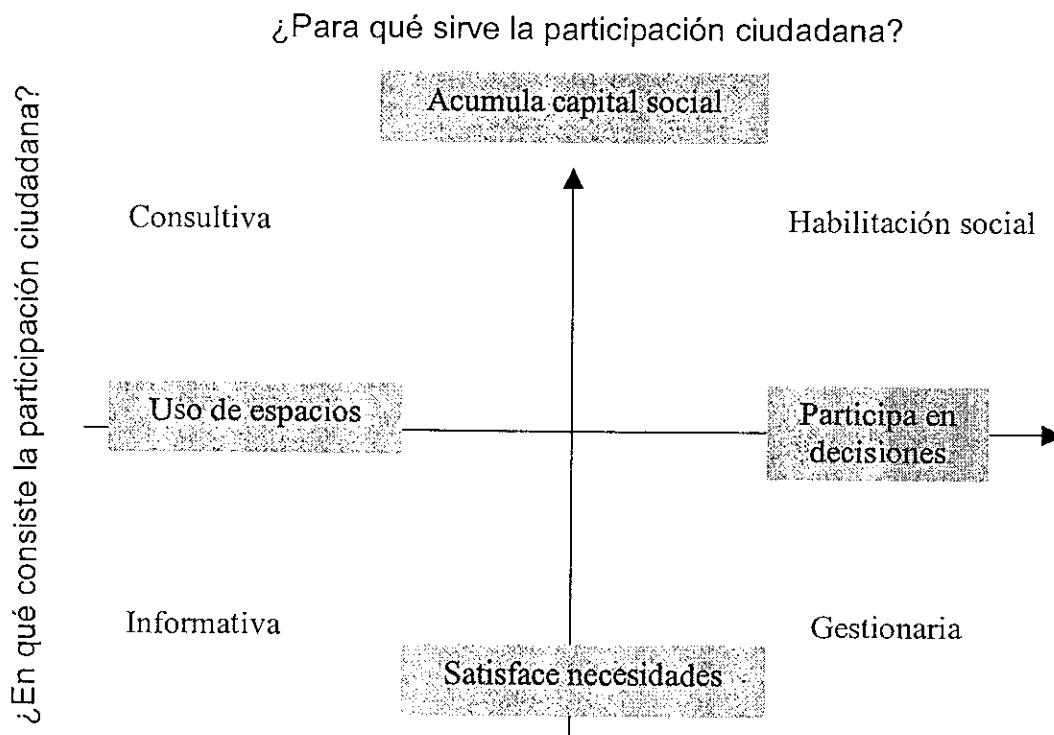 ¿Para qué sirve la participación ciudadana?
¿En qué consiste la participación ciudadana?
Acumula capital social
Consultiva
Habilitación social
Uso de espacios
Participa en
decisiones
Informativa
Gestionaria
Satisface necesidades